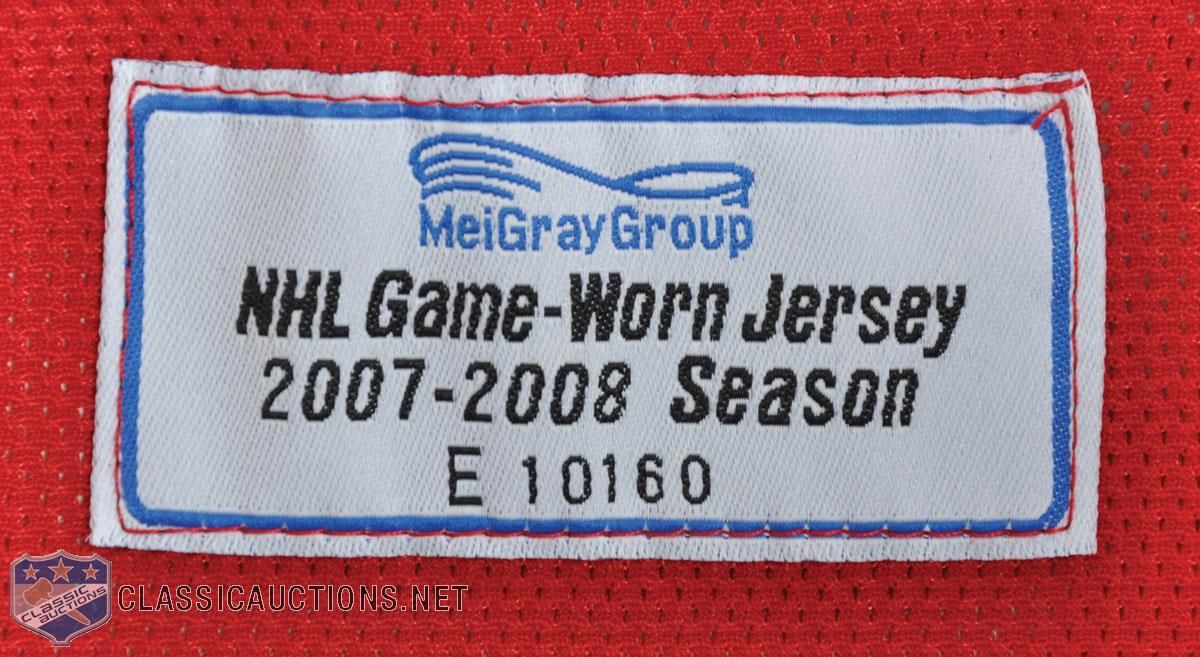 MeiGrayGroup
NHL Game-Worn Jersey
2007-2008 Season
E 10160
CLASSIC AUCTIONS
CLASSICAUCTIONS.NET